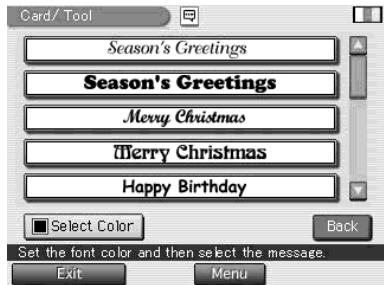 Card/ Tool
Season's Greetings
Season's Greetings
Merry Christmas
Merry Christmas
Happy Birthday
Select Color
Back
Set the font color and then select the message.
Exit
Menu